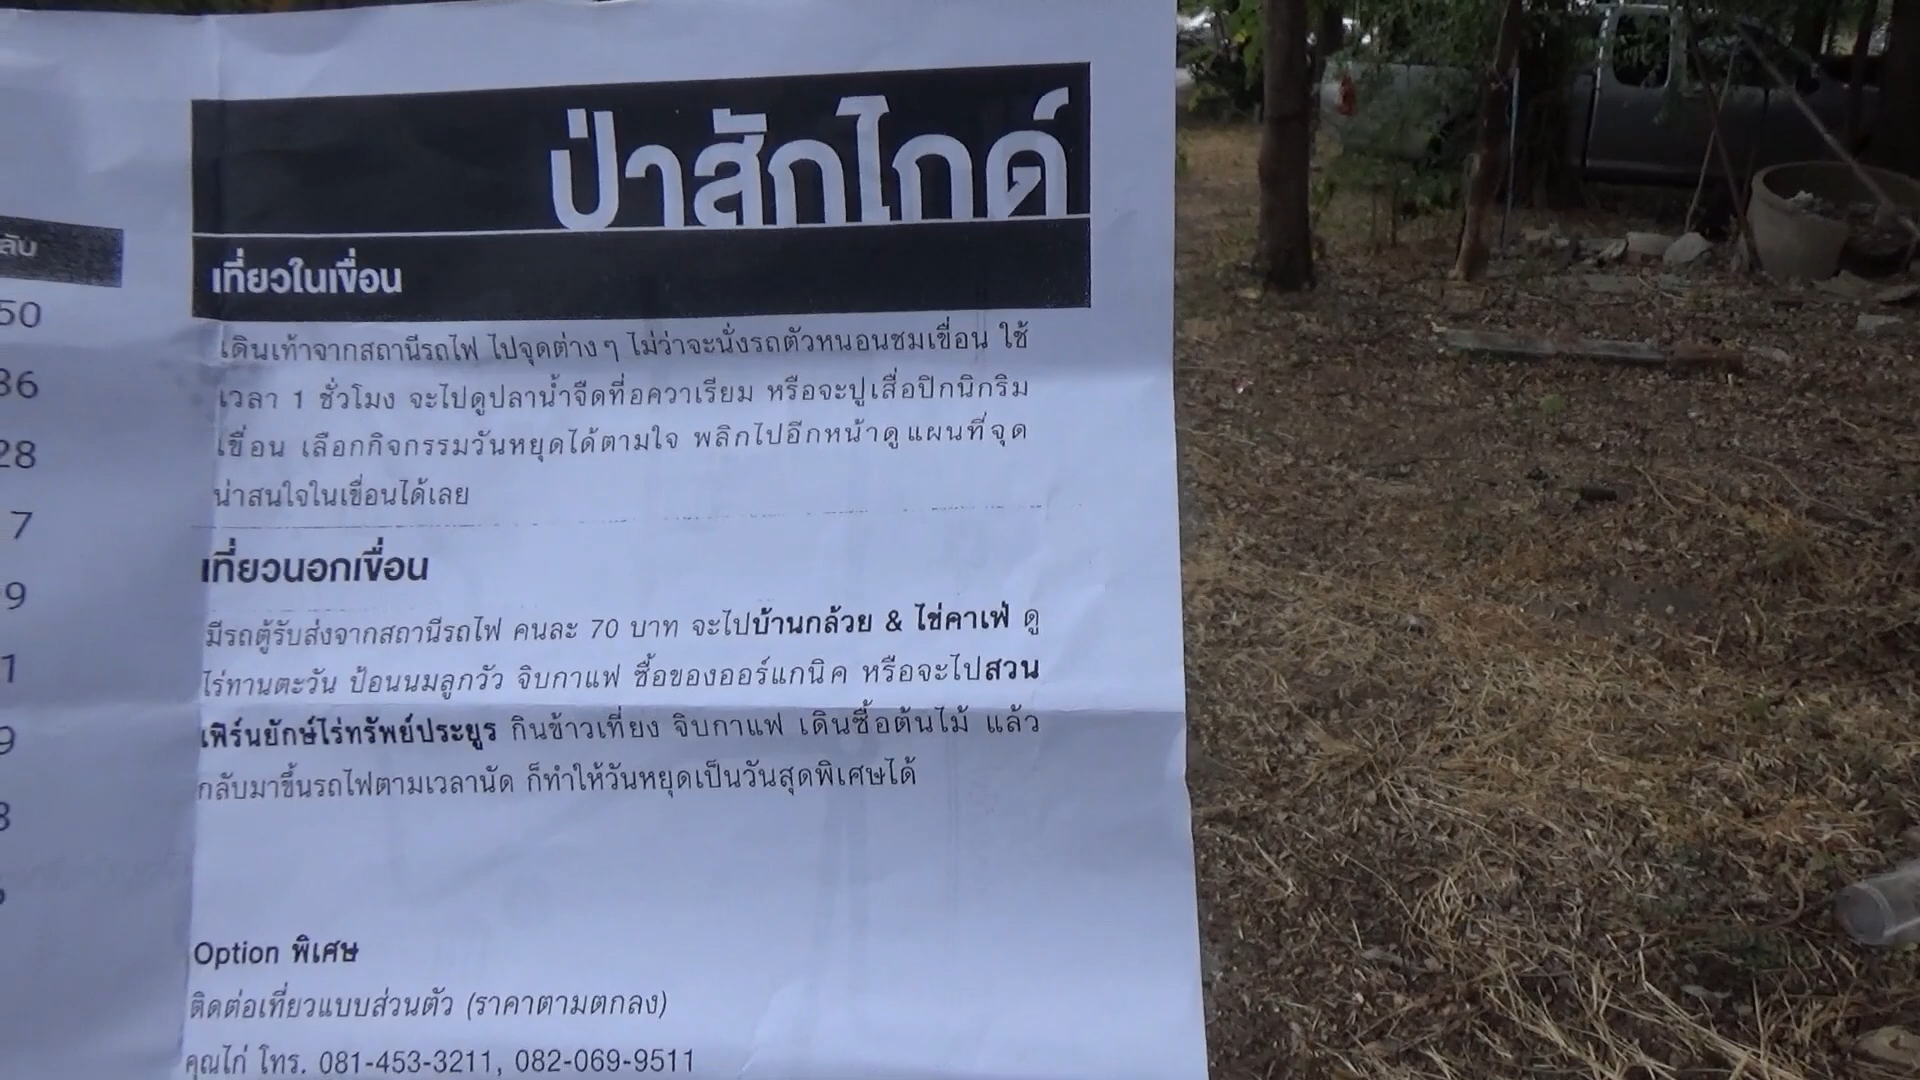 ป่าสักไกด์
เที่ยวในเขื่อน
เดินเท้าจากสถานีรถไฟ ไปจุดต่างๆ ไม่ว่าจะนั่งรถตัวหนอนชมเขื่อน ใช้
เวลา 1 ชั่วโมง จะไปดูปลาน้ำจืดที่อควาเรียม หรือจะปูเสื่อปิกนิกริม
เขื่อน เลือกกิจกรรมวันหยุดได้ตามใจ พลิกไปอีกหน้าดูแผนที่จุด
น่าสนใจในเขื่อนได้เลย
เที่ยวนอกเขื่อน
มีรถตู้รับส่งจากสถานีรถไฟ คนละ 70 บาท จะไปบ้านกล้วย & ไข่คาเฟ่ ดู
ไร่ทานตะวัน ป้อนนมลูกวัว จิบกาแฟ ซื้อของออร์แกนิค หรือจะไปสวน
เฟิร์นยักษ์ไร่ทรัพย์ประยูร กินข้าวเที่ยง จิบกาแฟ เดินซื้อต้นไม้ แล้ว
กลับมาขึ้นรถไฟตามเวลานัด ก็ทำให้วันหยุดเป็นวันสุดพิเศษได้
Option พิเศษ
ติดต่อเที่ยวแบบส่วนตัว (ราคาตามตกลง)
คุณไก่ โทร. 081-453-3211, 082-069-9511
50
36
28
7
9
1
9